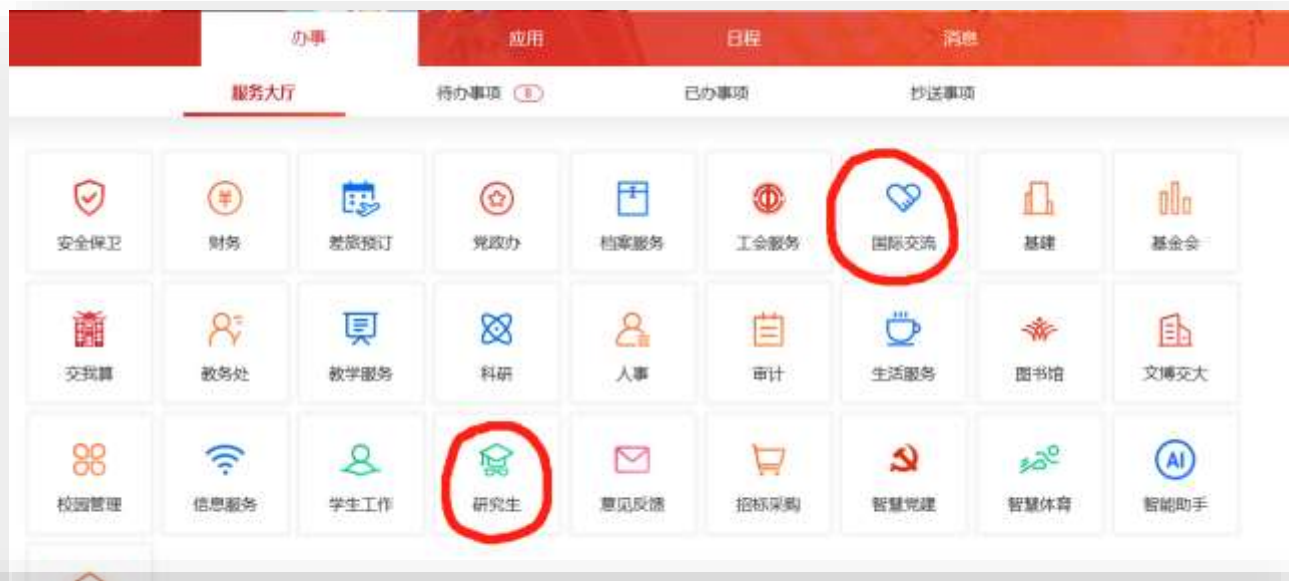 办事 应用 日程 消息
服务大厅 待办事项 8 已办事项 抄送事项
安全保卫 财务 差旅预订 党政办 档案服务 工会服务 国际交流 基建 基金会
交我算 教务处 教学服务 科研 人事 审计 生活服务 图书馆 文博交大
校园管理 信息服务 学生工作 研究生 意见反馈 招标采购 智慧党建 智慧体育 智能助手
AI